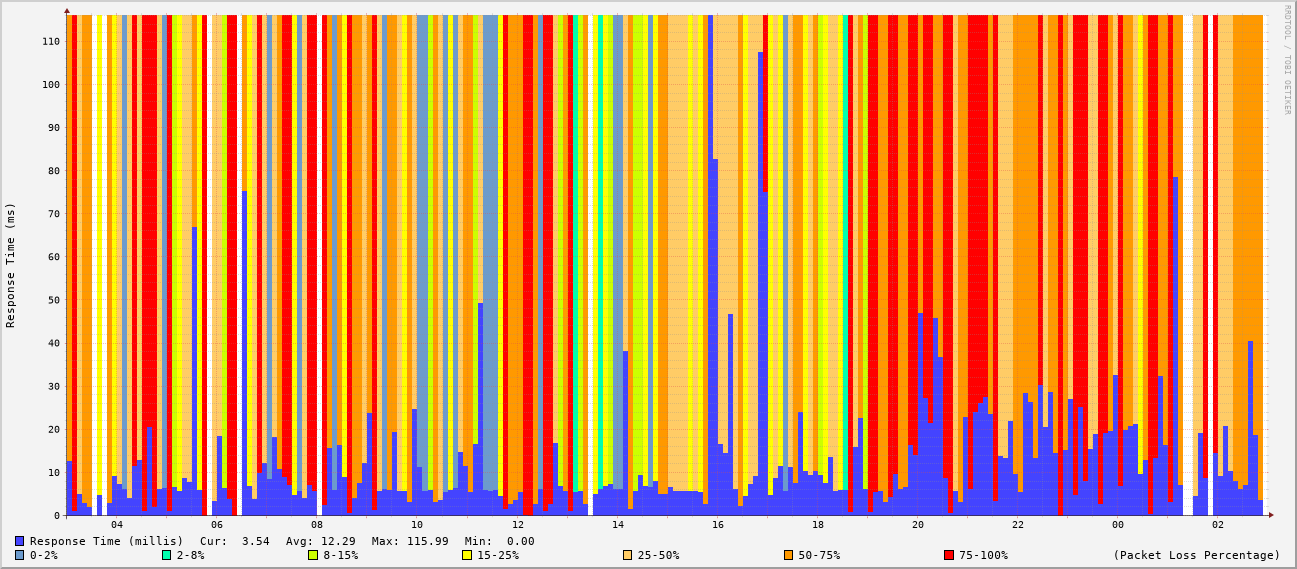 RRDTOOL / TOBI OETIKER
Response Time (ms)
110
100
90
80
70
60
50
40
30
20
10
0
04 06 08 10 12 14 16 18 20 22 00 02
Response Time (millis) Cur: 3.54 Avg: 12.29 Max: 115.99 Min: 0.00
0-2% 2-8% 8-15% 15-25% 25-50% 50-75% 75-100% (Packet Loss Percentage)